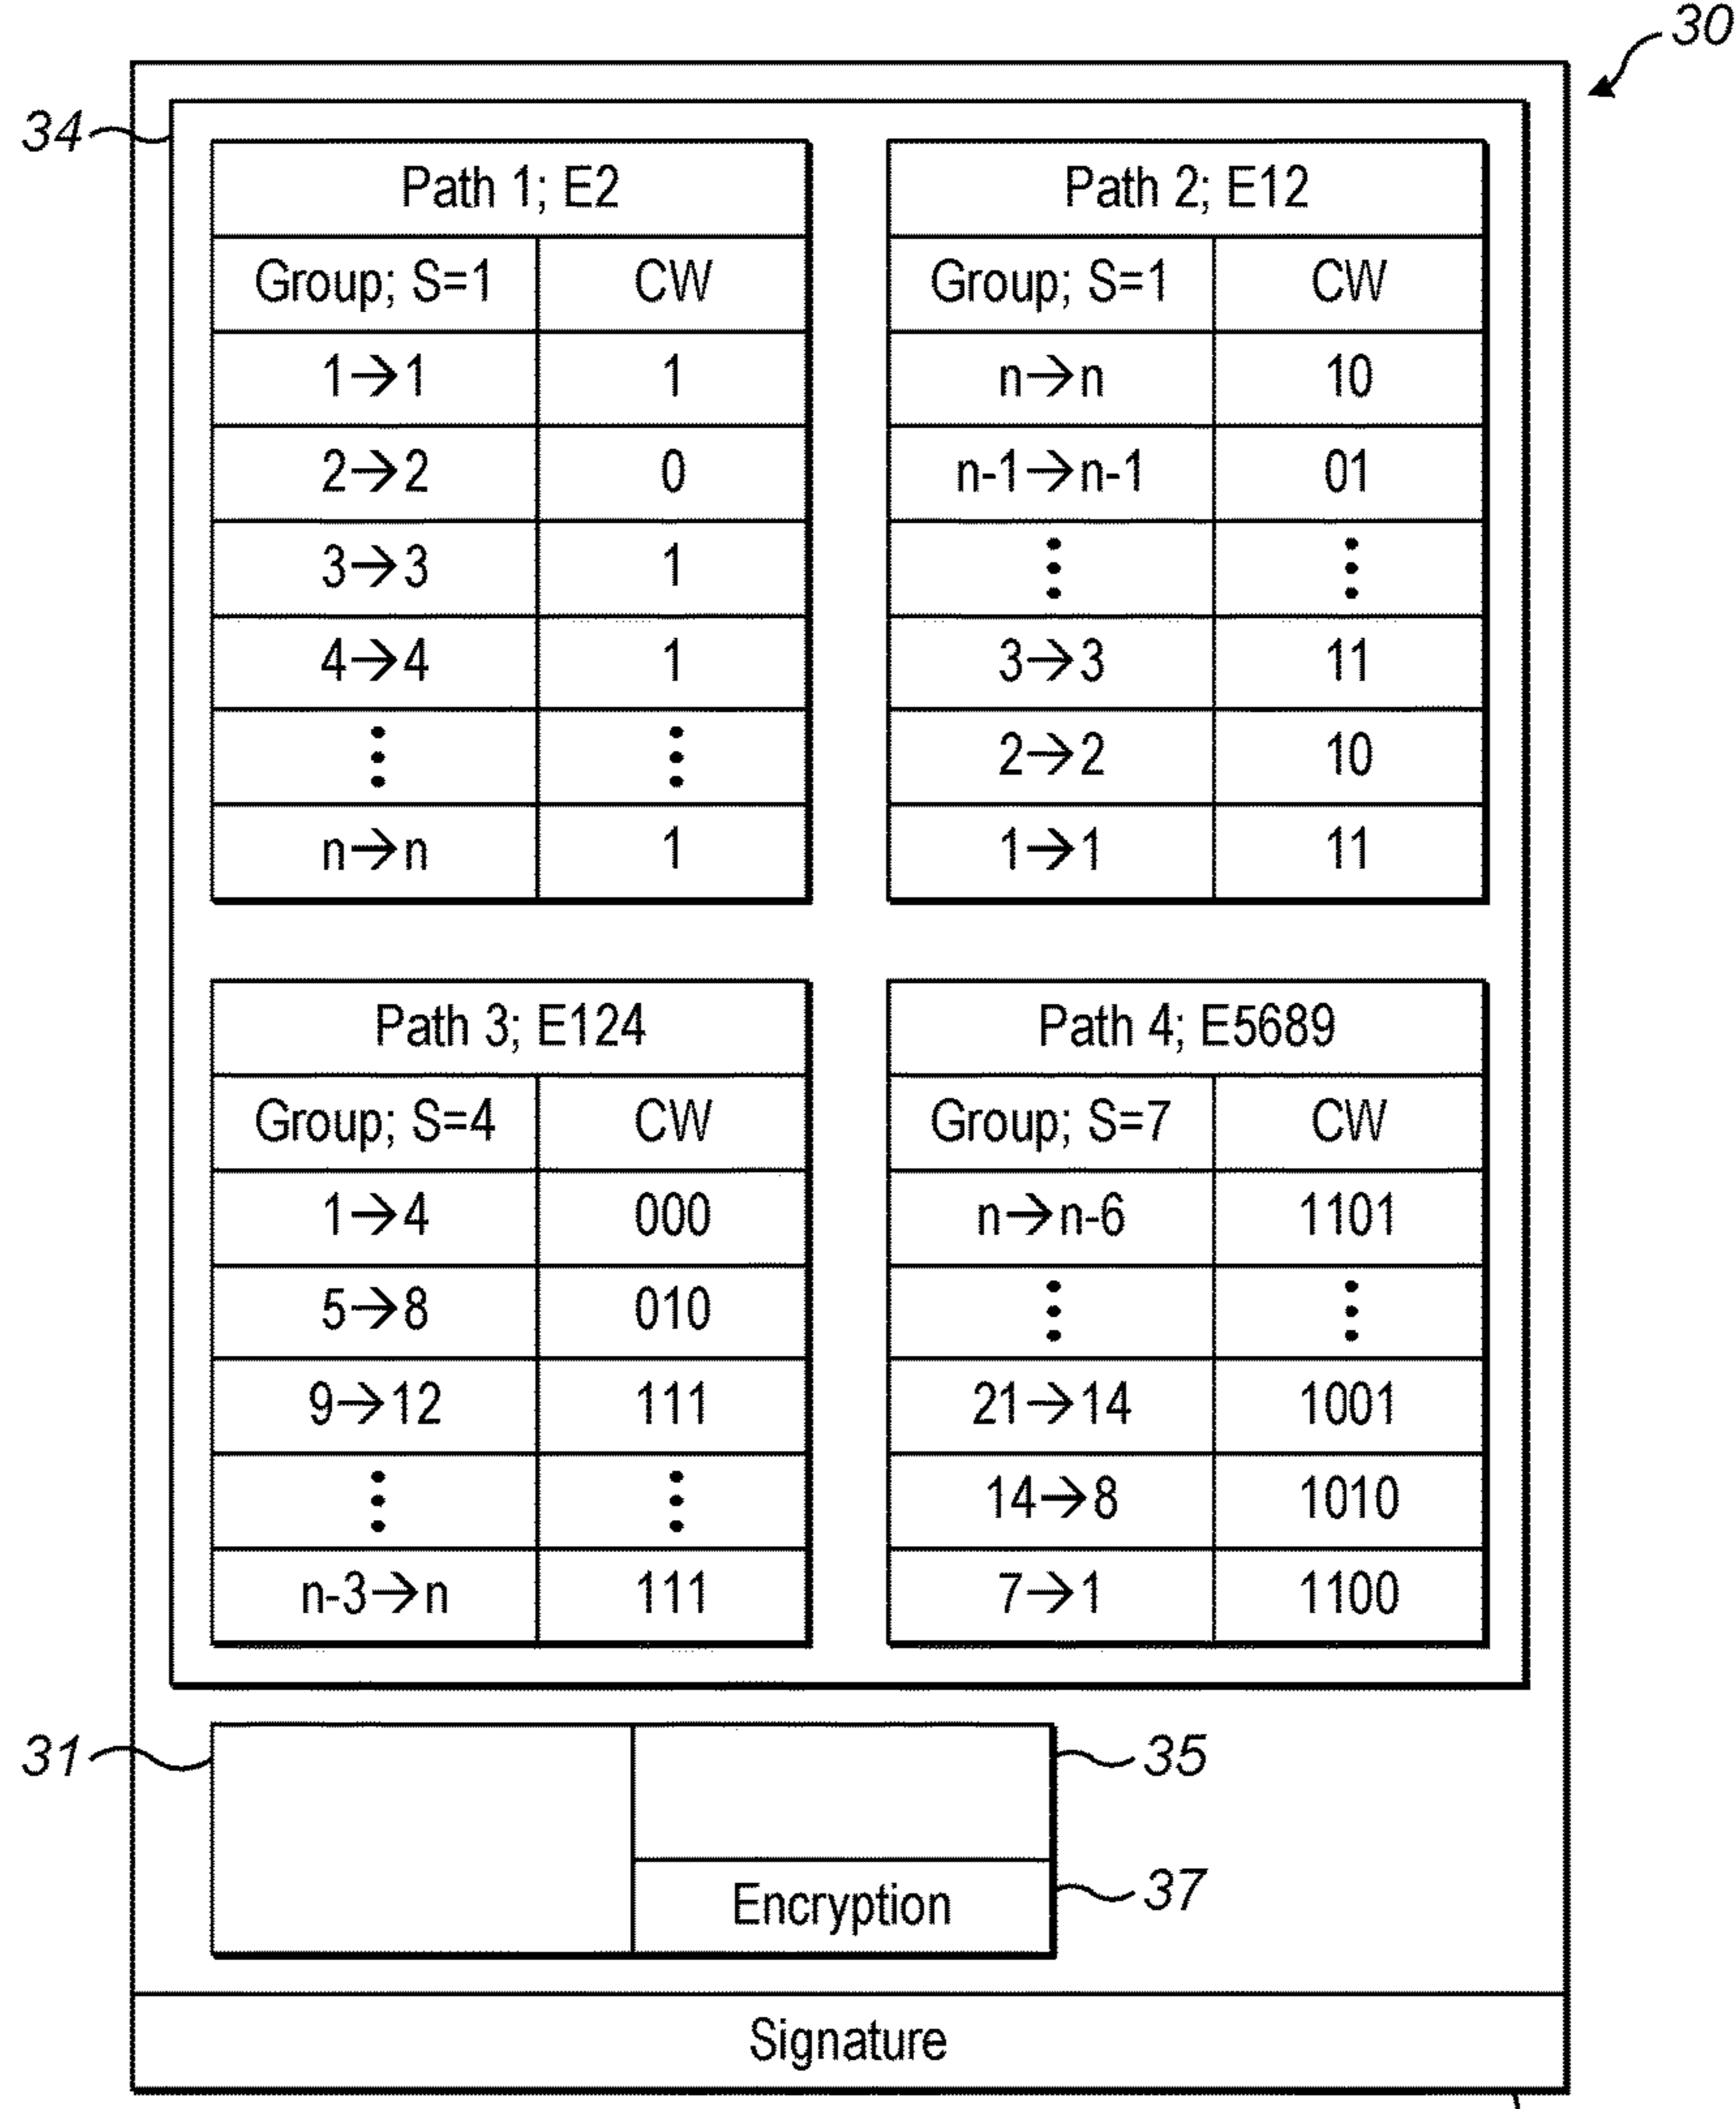 30
34
Path 1; E2
Group; S=1 CW
1→1 1
2→2 0
3→3 1
4→4 1
⋮ ⋮
n→n 1
Path 2; E12
Group; S=1 CW
n→n 10
n-1→n-1 01
⋮ ⋮
3→3 11
2→2 10
1→1 11
Path 3; E124
Group; S=4 CW
1→4 000
5→8 010
9→12 111
⋮ ⋮
n-3→n 111
Path 4; E5689
Group; S=7 CW
n→n-6 1101
⋮ ⋮
21→14 1001
14→8 1010
7→1 1100
31
35
Encryption 37
Signature